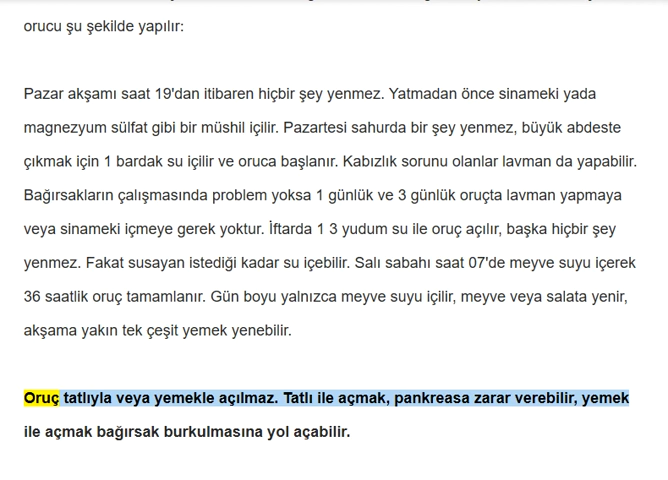 orucu şu şekilde yapılır:
Pazar akşamı saat 19'dan itibaren hiçbir şey yenmez. Yatmadan önce sinameki yada
magnezyum sülfat gibi bir müshil içilir. Pazartesi sahurda bir şey yenmez, büyük abdeste
çıkmak için 1 bardak su içilir ve oruca başlanır. Kabızlık sorunu olanlar lavman da yapabilir.
Bağırsakların çalışmasında problem yoksa 1 günlük ve 3 günlük oruçta lavman yapmaya
veya sinameki içmeye gerek yoktur. İftarda 1 3 yudum su ile oruç açılır, başka hiçbir şey
yenmez. Fakat susayan istediği kadar su içebilir. Salı sabahı saat 07'de meyve suyu içerek
36 saatlik oruç tamamlanır. Gün boyu yalnızca meyve suyu içilir, meyve veya salata yenir,
akşama yakın tek çeşit yemek yenebilir.
Oruç tatlıyla veya yemekle açılmaz. Tatlı ile açmak, pankreasa zarar verebilir, yemek
ile açmak bağırsak burkulmasına yol açabilir.